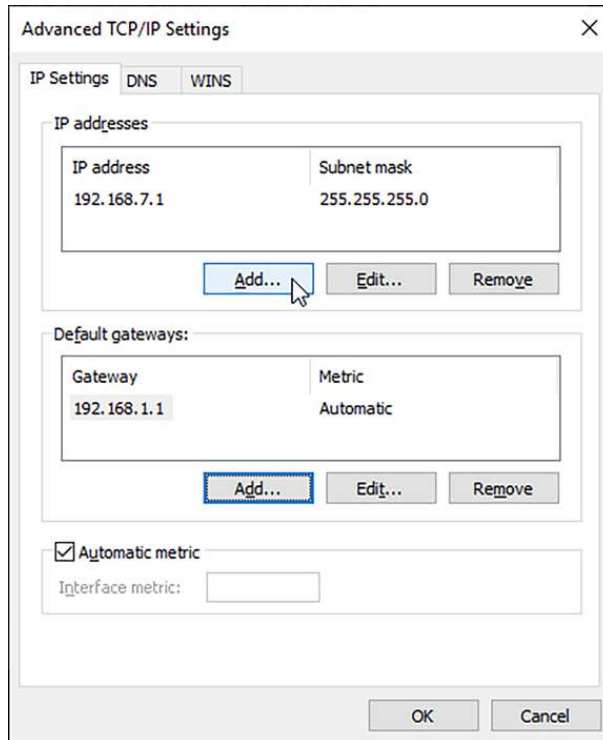 Advanced TCP/IP Settings
IP Settings DNS WINS
IP addresses
IP address Subnet mask
192.168.7.1 255.255.255.0
Add... Edit... Remove
Default gateways:
Gateway Metric
192.168.1.1 Automatic
Add... Edit... Remove
Automatic metric
Interface metric:
OK Cancel